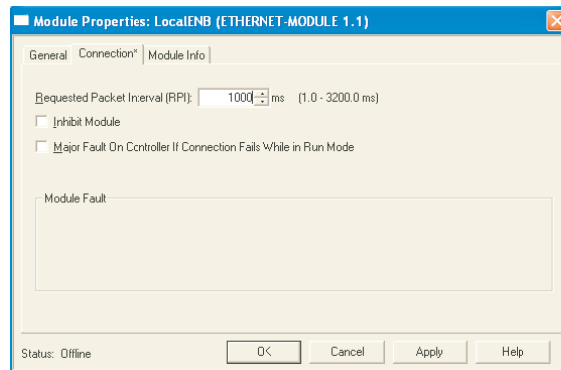 Module Properties: LocalENB (ETHERNET-MODULE 1.1)
General Connection* Module Info
Requested Packet Interval (RPI): 1000 ms (1.0 - 3200.0 ms)
Inhibit Module
Major Fault On Controller If Connection Fails While in Run Mode
Module Fault
Status: Offline OK Cancel Apply Help